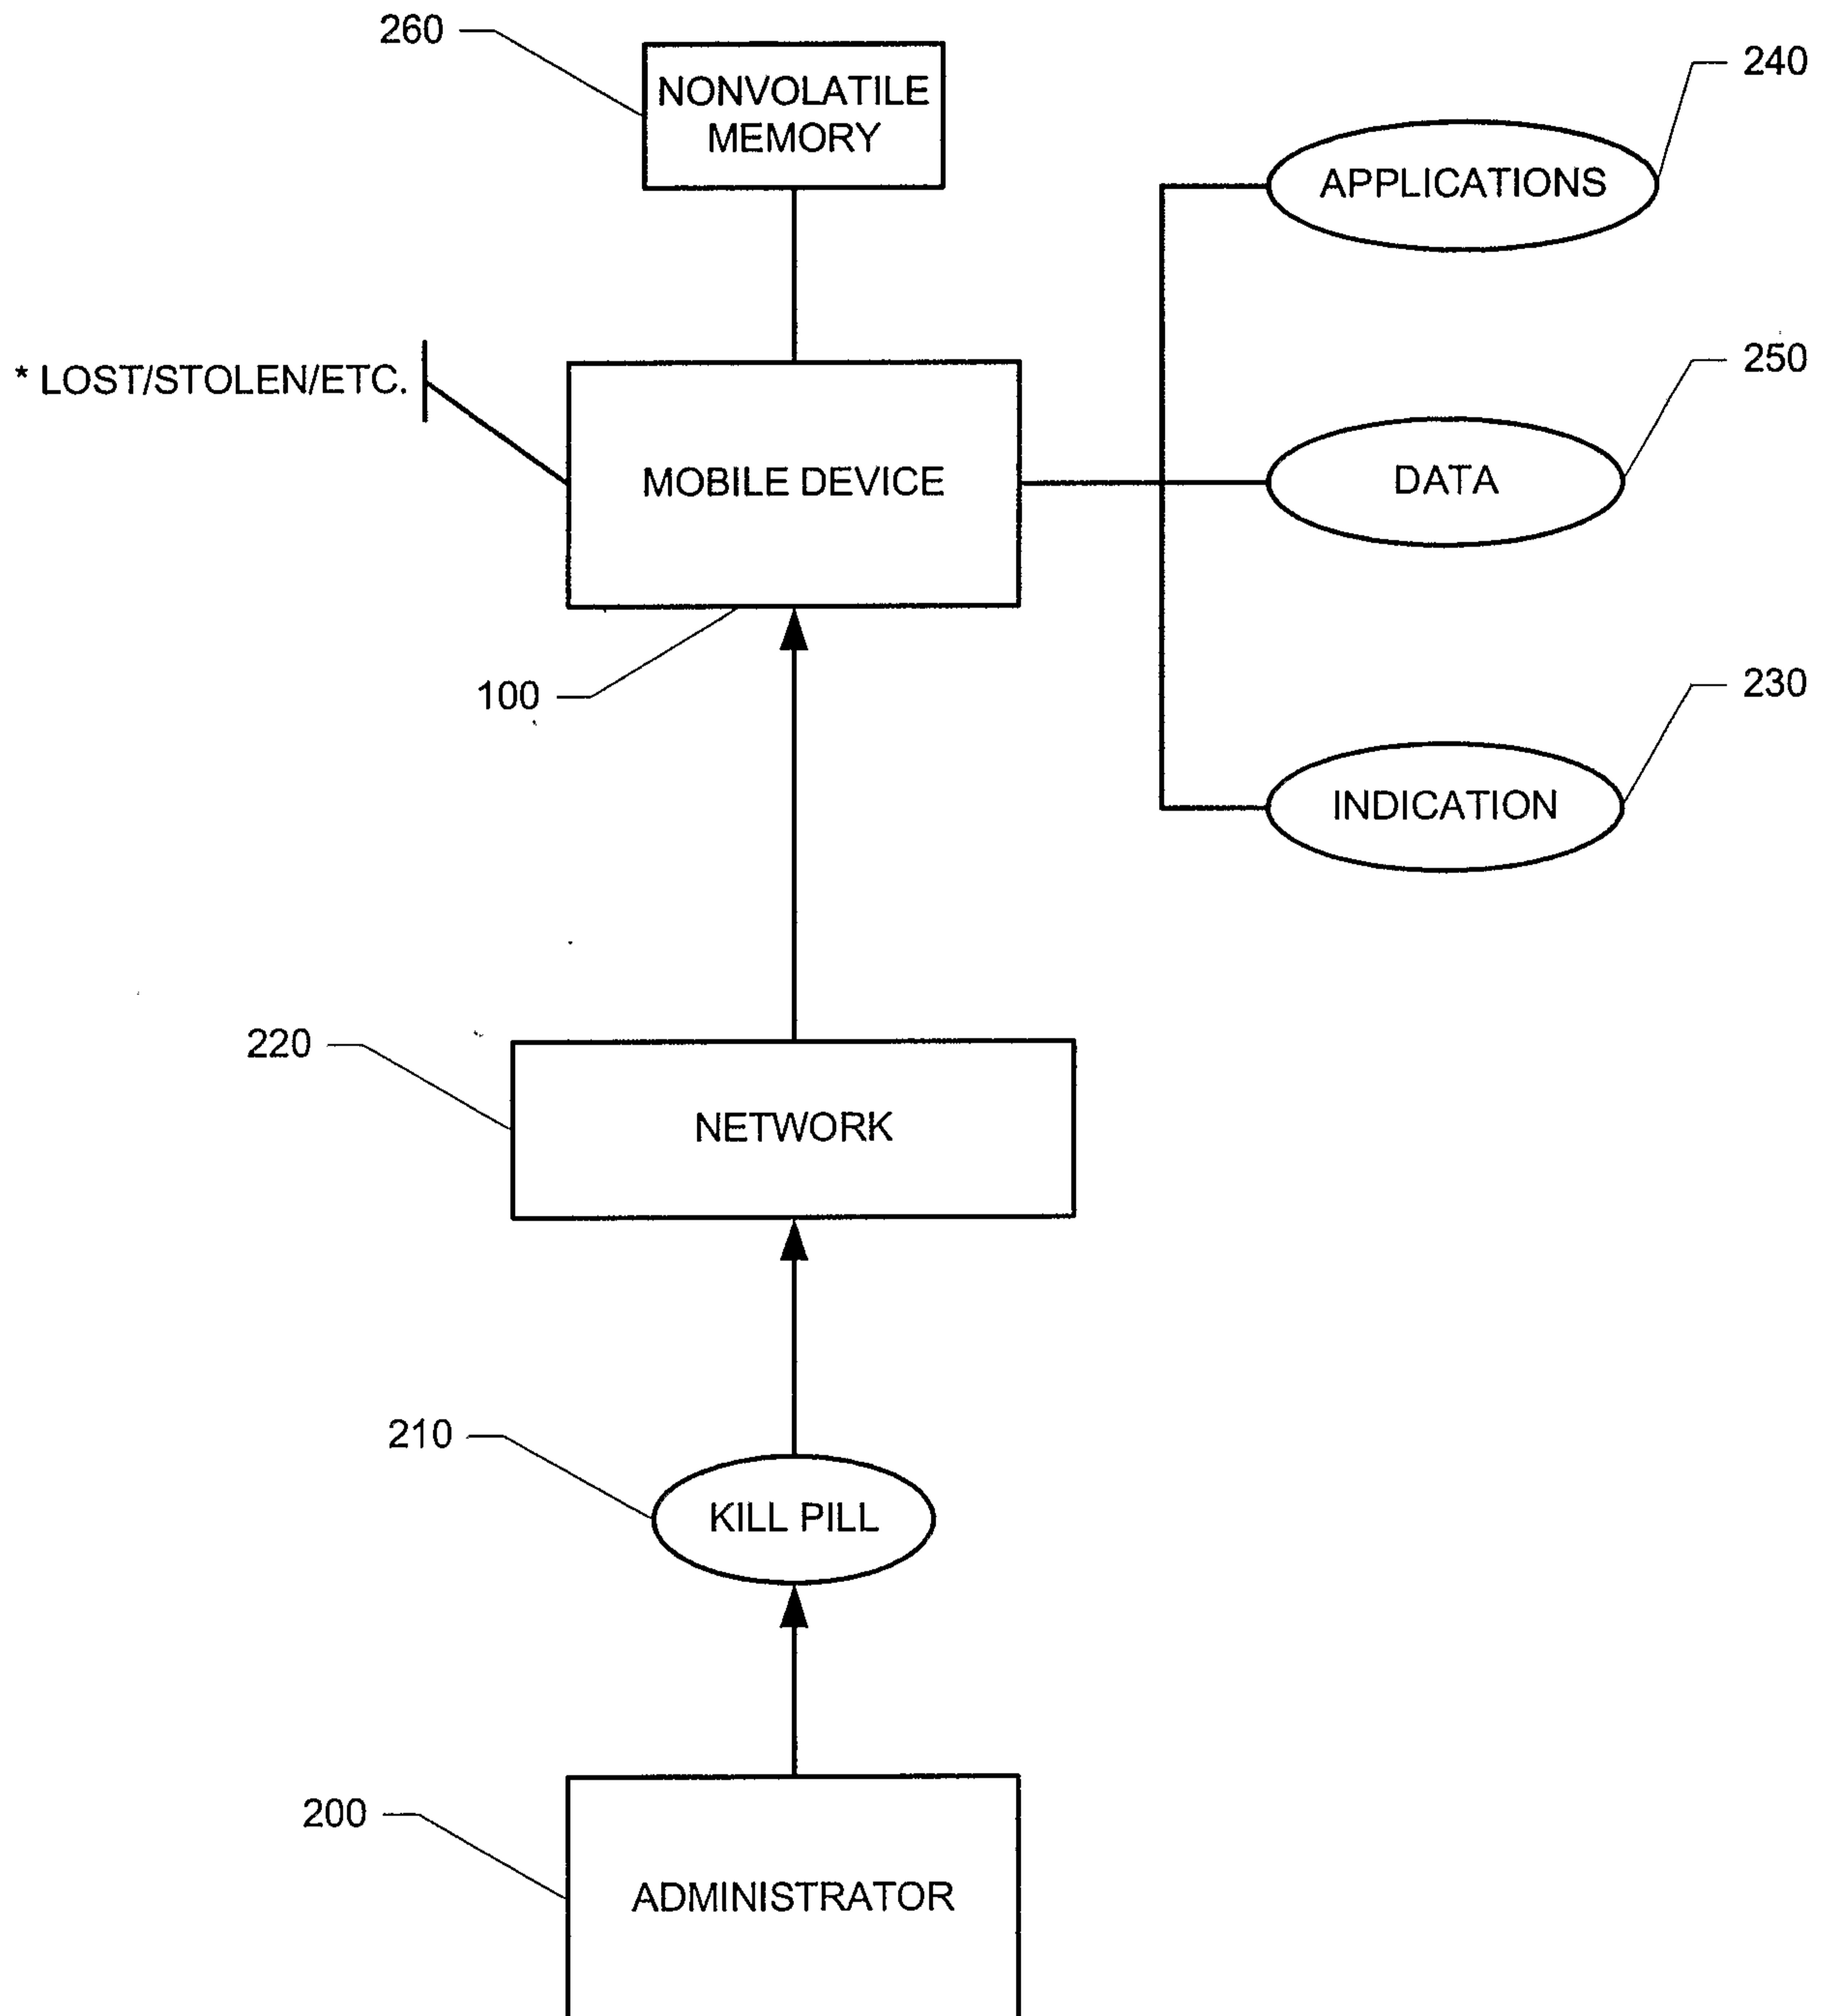 260
NONVOLATILE
MEMORY
240
APPLICATIONS
* LOST/STOLEN/ETC.
250
MOBILE DEVICE
DATA
100
230
INDICATION
220
NETWORK
210
KILL PILL
200
ADMINISTRATOR